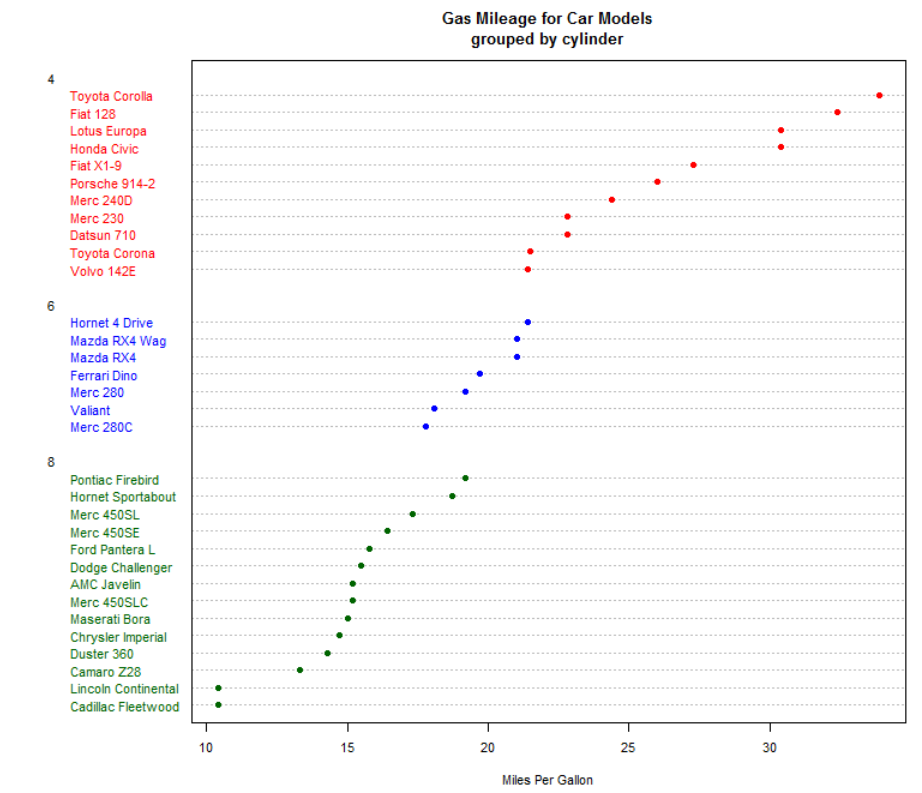 Gas Mileage for Car Models
grouped by cylinder
4
Toyota Corolla
Fiat 128
Lotus Europa
Honda Civic
Fiat X1-9
Porsche 914-2
Merc 240D
Merc 230
Datsun 710
Toyota Corona
Volvo 142E
6
Hornet 4 Drive
Mazda RX4 Wag
Mazda RX4
Ferrari Dino
Merc 280
Valiant
Merc 280C
8
Pontiac Firebird
Hornet Sportabout
Merc 450SL
Merc 450SE
Ford Pantera L
Dodge Challenger
AMC Javelin
Merc 450SLC
Maserati Bora
Chrysler Imperial
Duster 360
Camaro Z28
Lincoln Continental
Cadillac Fleetwood
10 15 20 25 30
Miles Per Gallon